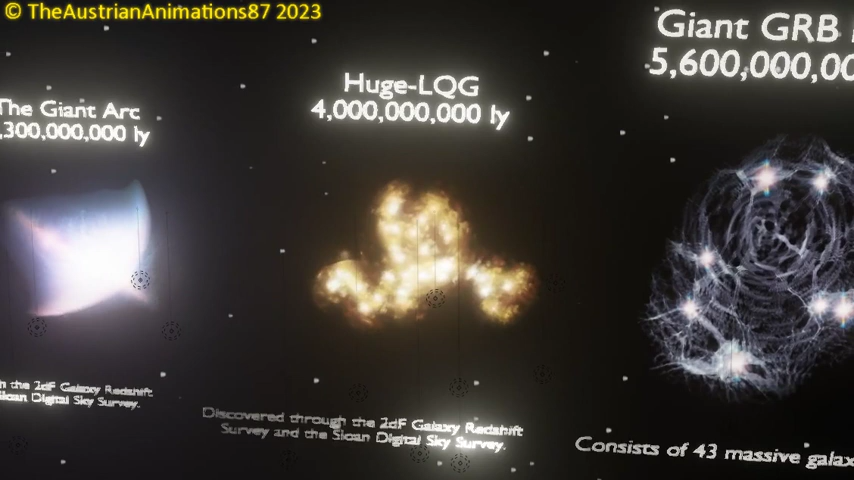 © TheAustrianAnimations87 2023
The Giant Arc
,300,000,000 ly
h the 2dF Galaxy Redshift
Sloan Digital Sky Survey.
Huge-LQG
4,000,000,000 ly
Discovered through the 2dF Galaxy Redshift
Survey and the Sloan Digital Sky Survey.
Giant GRB
5,600,000,00
Consists of 43 massive galax